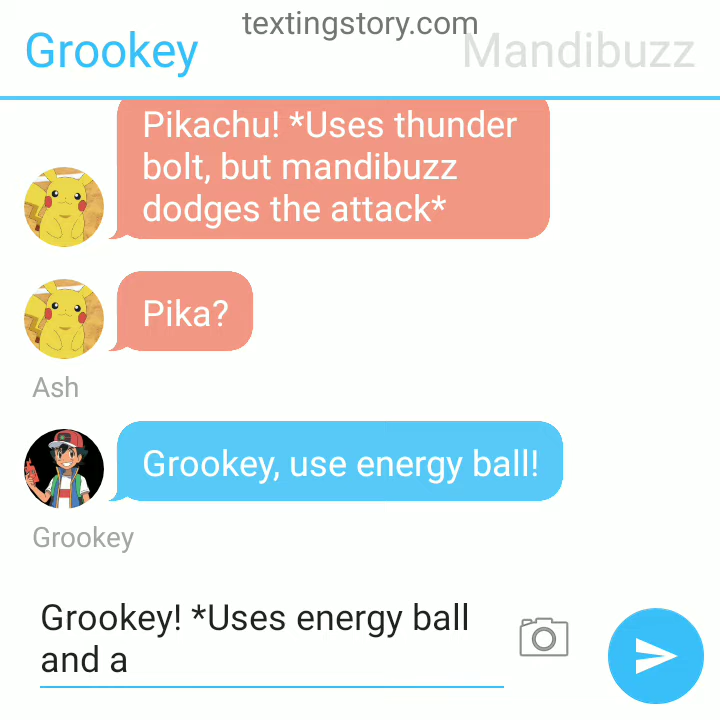 textingstory.com
Grookey
Mandibuzz
Pikachu! *Uses thunder
bolt, but mandibuzz
dodges the attack*
Pika?
Ash
Grookey, use energy ball!
Grookey
Grookey! *Uses energy ball
and a